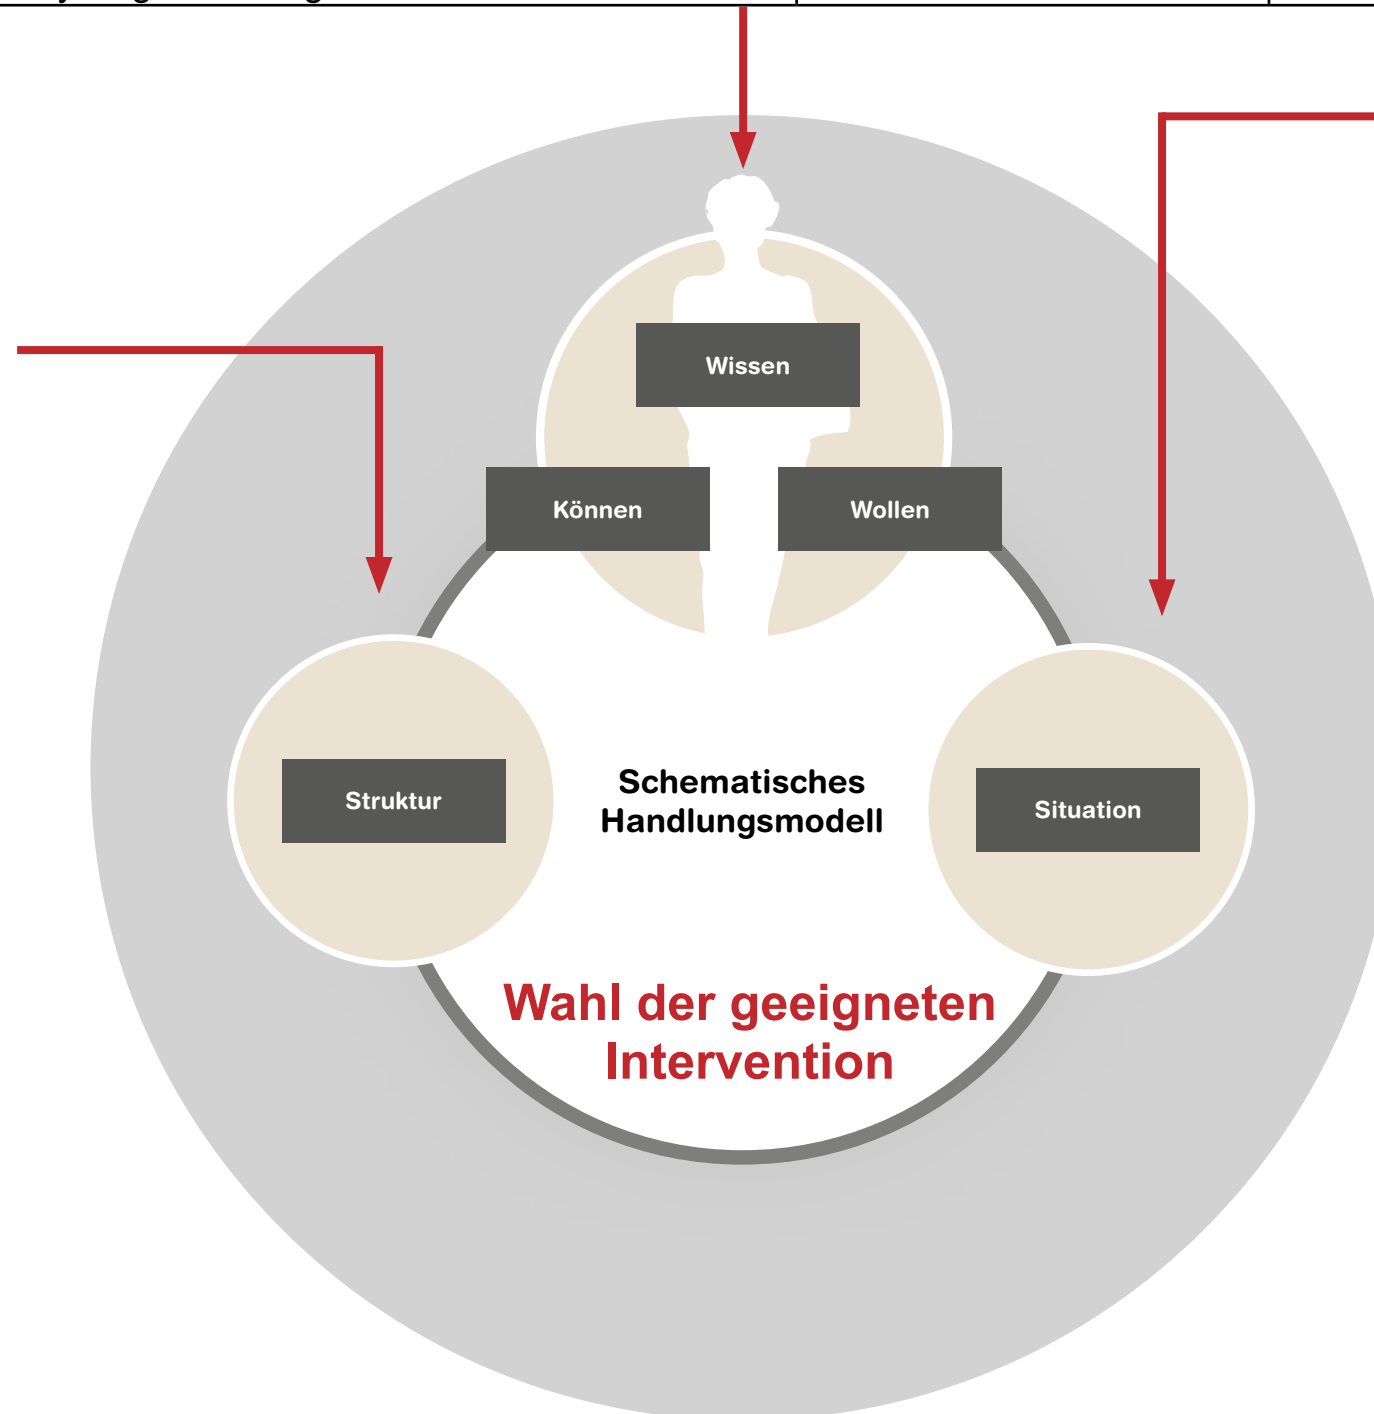 Wissen
Können
Wollen
Struktur
Schematisches
Handlungsmodell
Situation
Wahl der geeigneten
Intervention